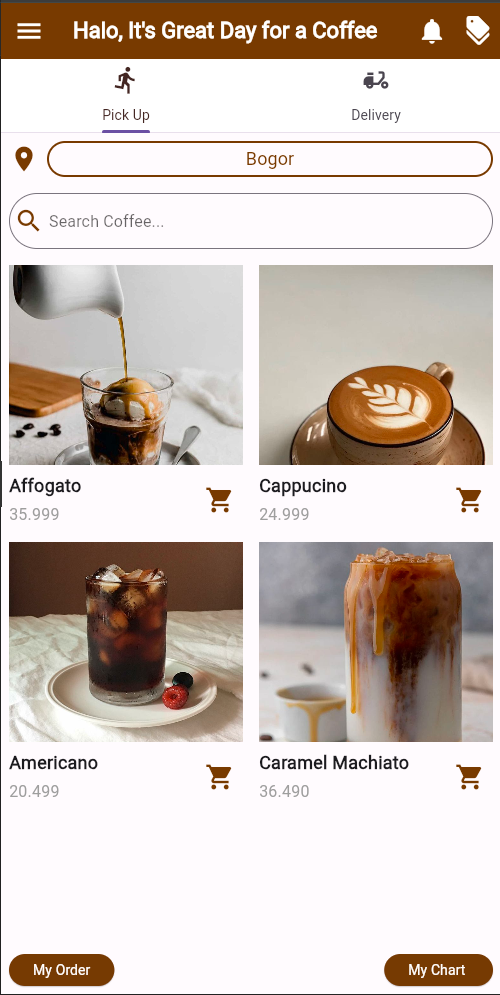 Halo, It's Great Day for a Coffee
Pick Up
Delivery
Bogor
Search Coffee...
Affogato
35.999
Cappucino
24.999
Americano
20.499
Caramel Machiato
36.490
My Order
My Chart